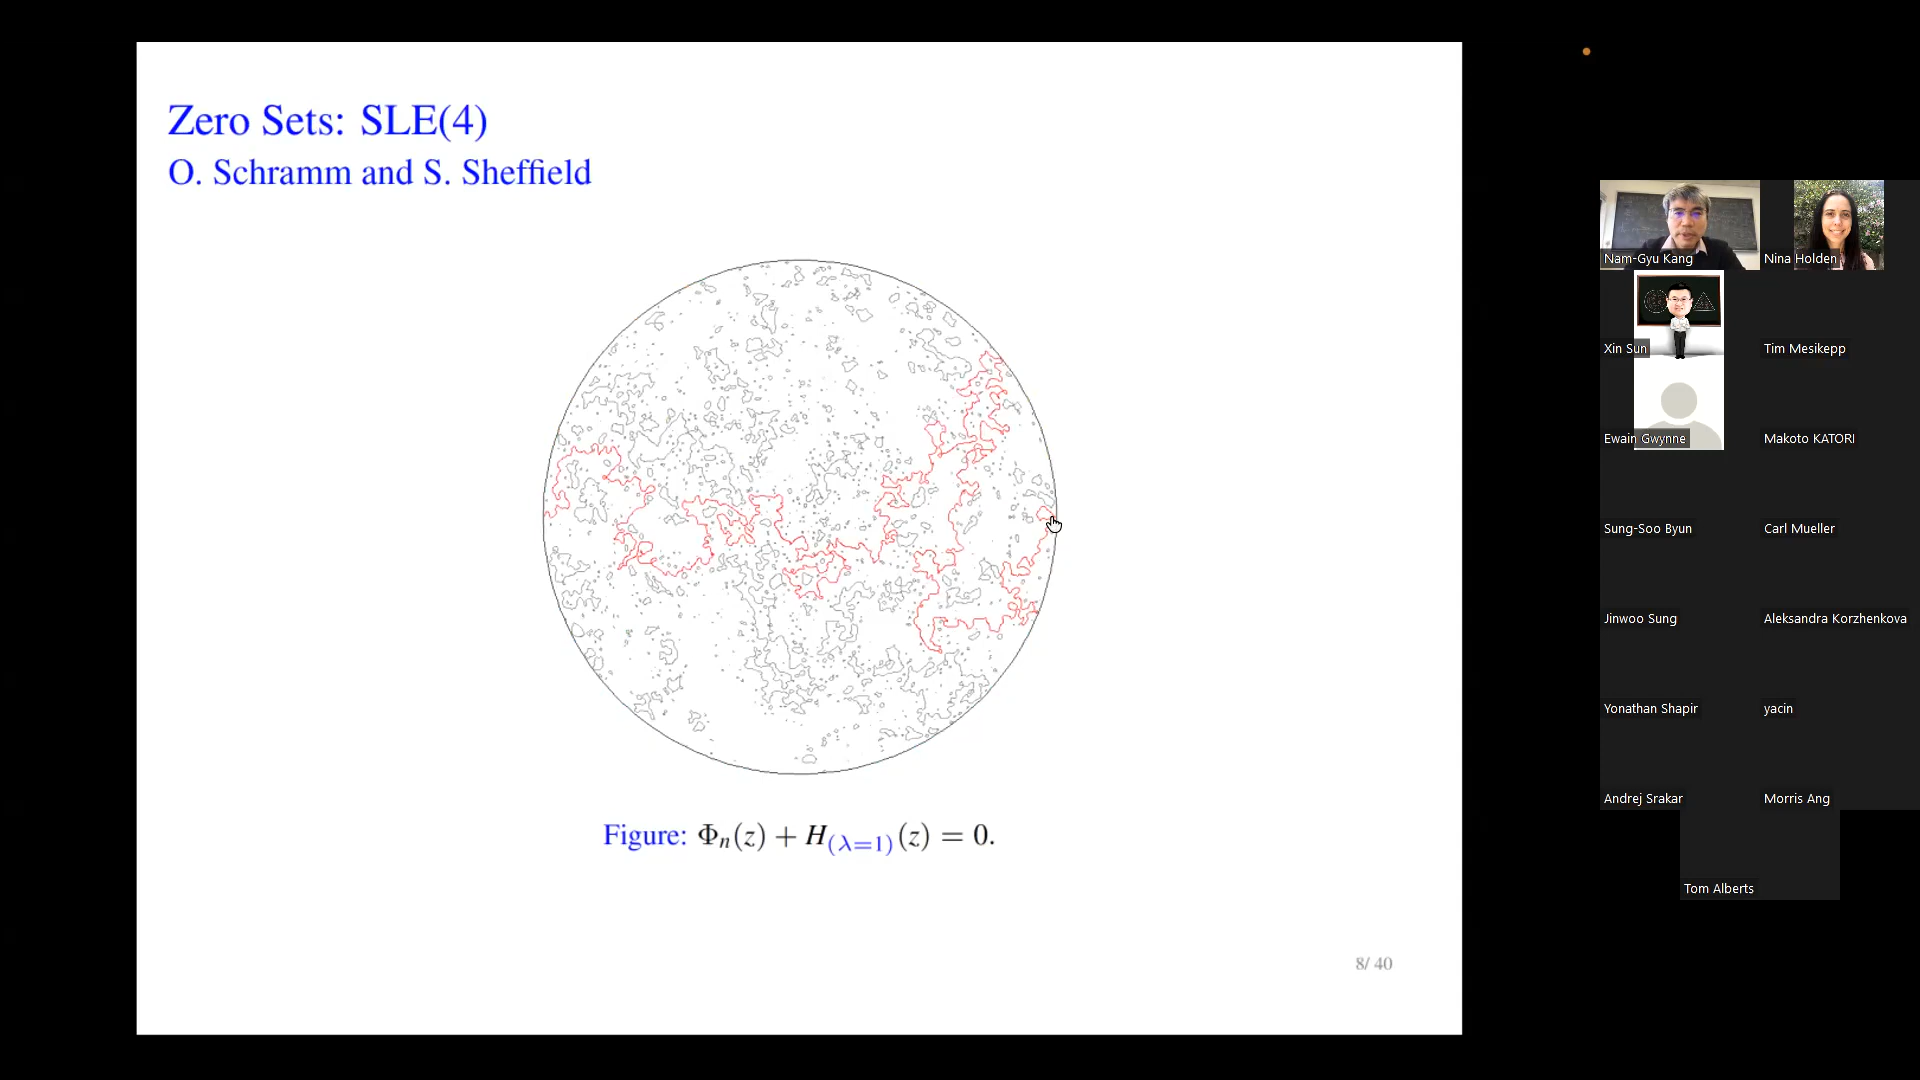 Zero Sets: SLE(4)
O. Schramm and S. Sheffield
Figure: Φₙ(z) + H₍λ₌₁₎(z) = 0.
8/ 40
Nam-Gyu Kang
Nina Holden
Xin Sun
Tim Mesikepp
Ewain Gwynne
Makoto KATORI
Sung-Soo Byun
Carl Mueller
Jinwoo Sung
Aleksandra Korzhenkova
Yonathan Shapir
yacin
Andrej Srakar
Morris Ang
Tom Alberts